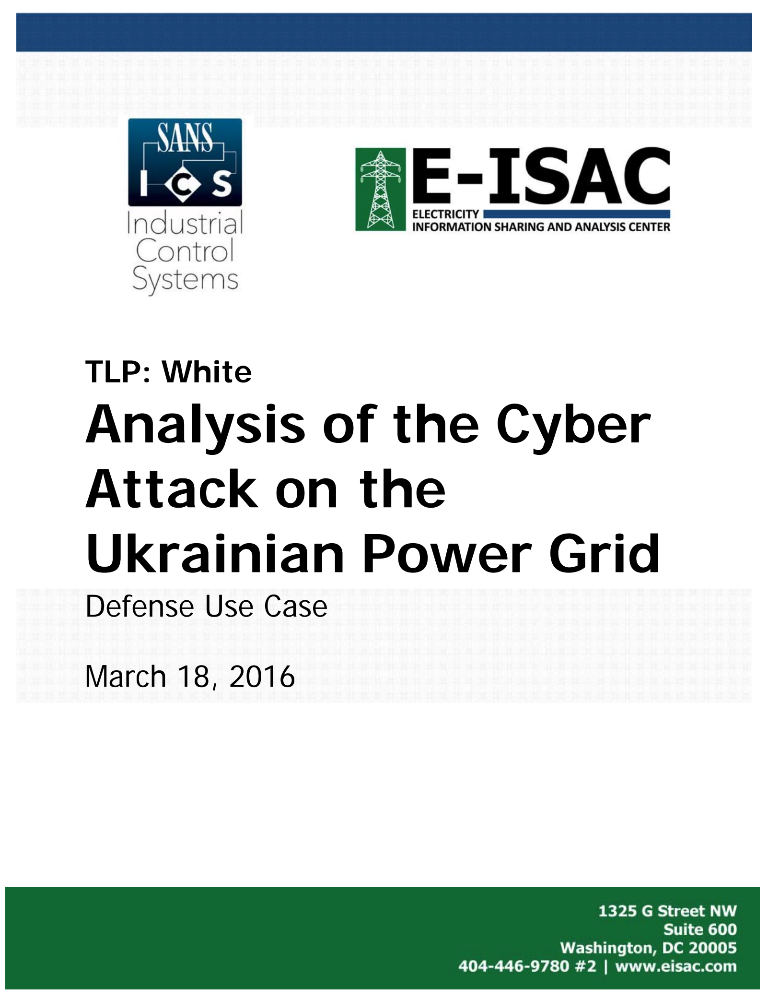 SANS
ICS
Industrial
Control
Systems
E-ISAC
ELECTRICITY
INFORMATION SHARING AND ANALYSIS CENTER
TLP: White
Analysis of the Cyber
Attack on the
Ukrainian Power Grid
Defense Use Case
March 18, 2016
1325 G Street NW
Suite 600
Washington, DC 20005
404-446-9780 #2 | www.eisac.com